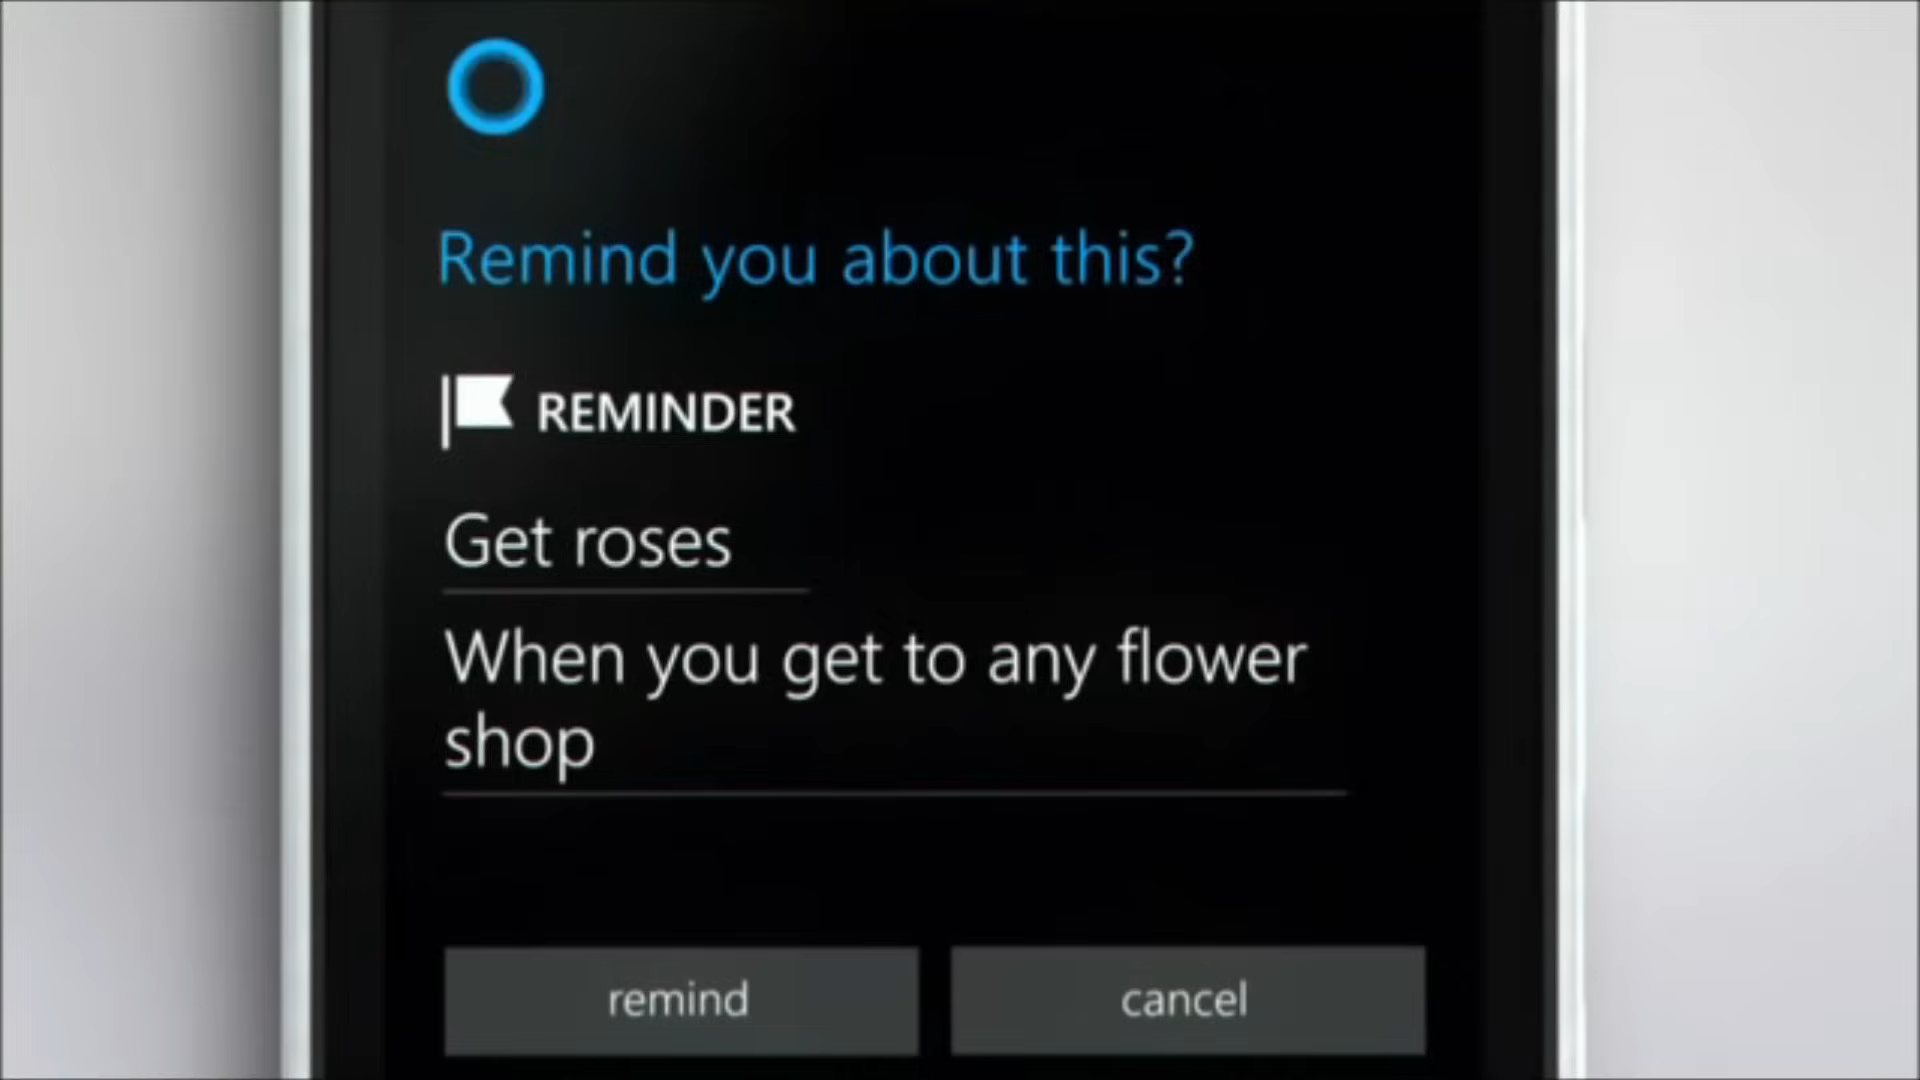 Remind you about this?
REMINDER
Get roses
When you get to any flower
shop
remind
cancel